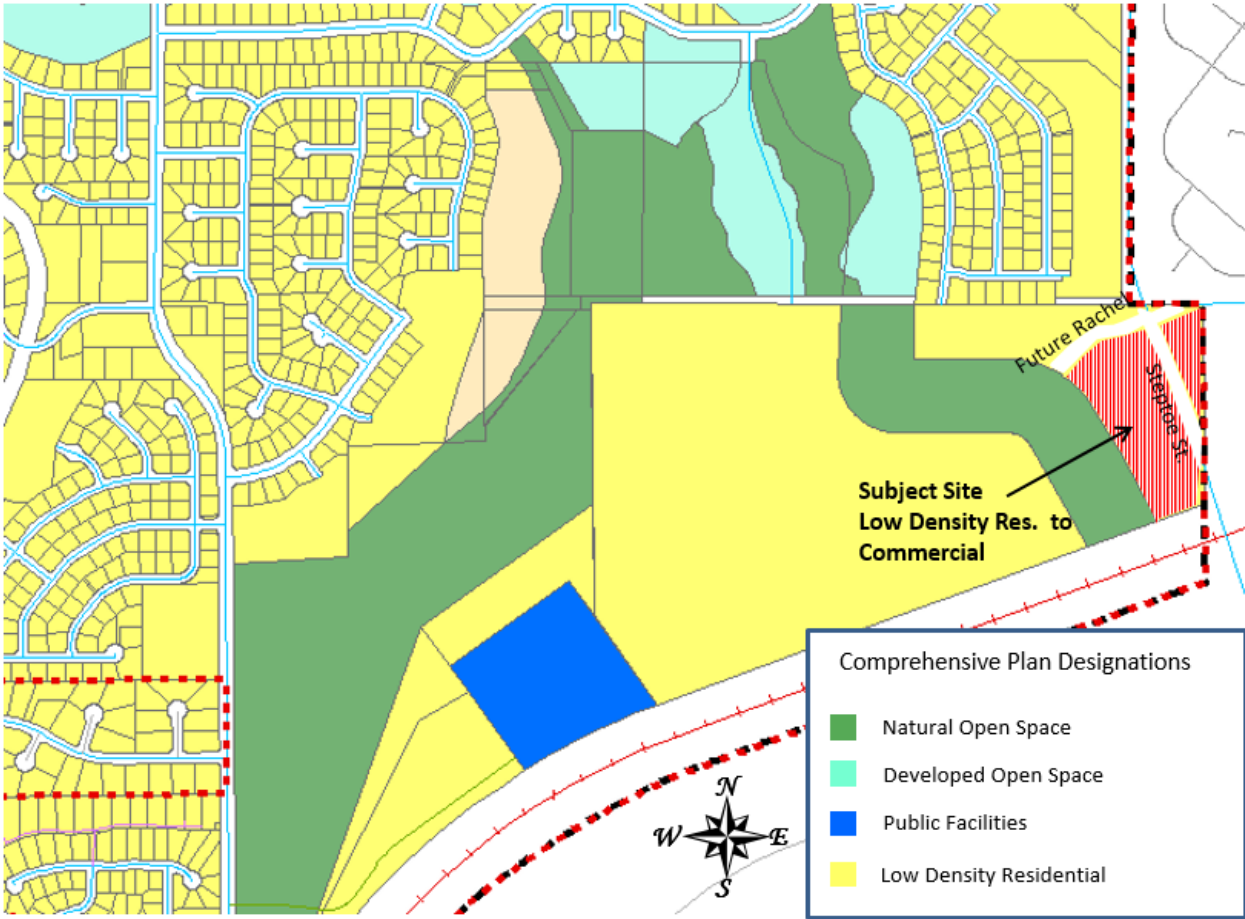 Future Rachel
Steptoe St.
Subject Site
Low Density Res. to
Commercial
Comprehensive Plan Designations
Natural Open Space
Developed Open Space
Public Facilities
Low Density Residential
N
W E
S